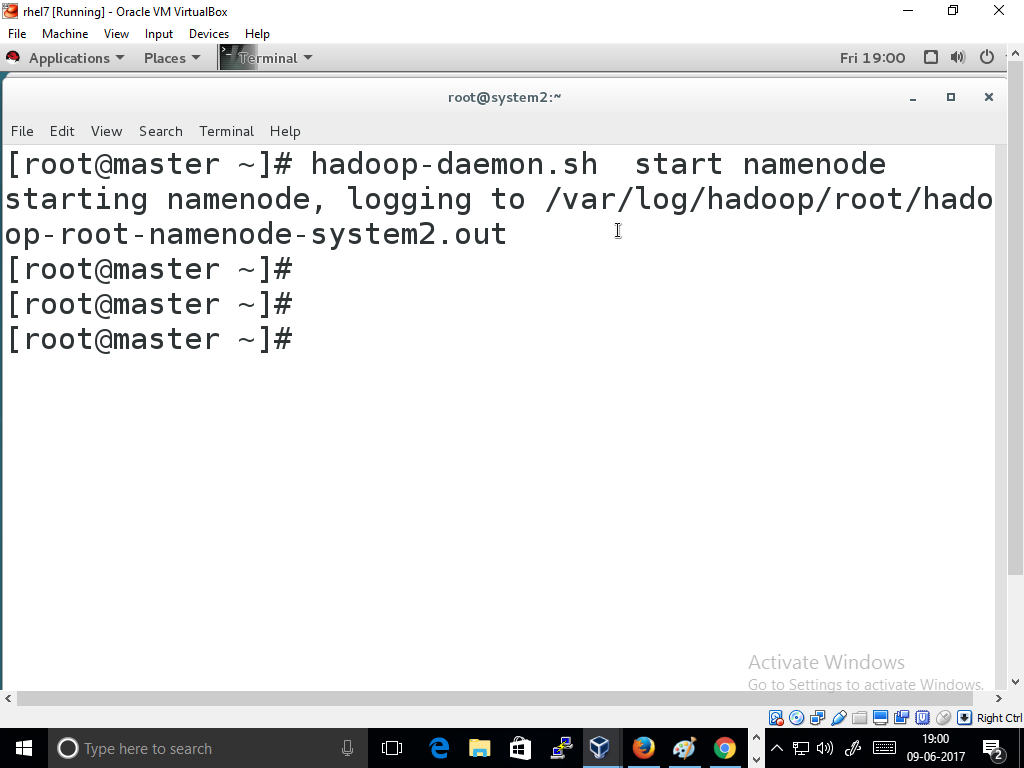 rhel7 [Running] - Oracle VM VirtualBox
File Machine View Input Devices Help
Applications Places Terminal Fri 19:00
root@system2:~
File Edit View Search Terminal Help
[root@master ~]# hadoop-daemon.sh  start namenode
starting namenode, logging to /var/log/hadoop/root/hado
op-root-namenode-system2.out
[root@master ~]#
[root@master ~]#
[root@master ~]#
Activate Windows
Go to Settings to activate Windows.
Right Ctrl
Type here to search
19:00
09-06-2017
2